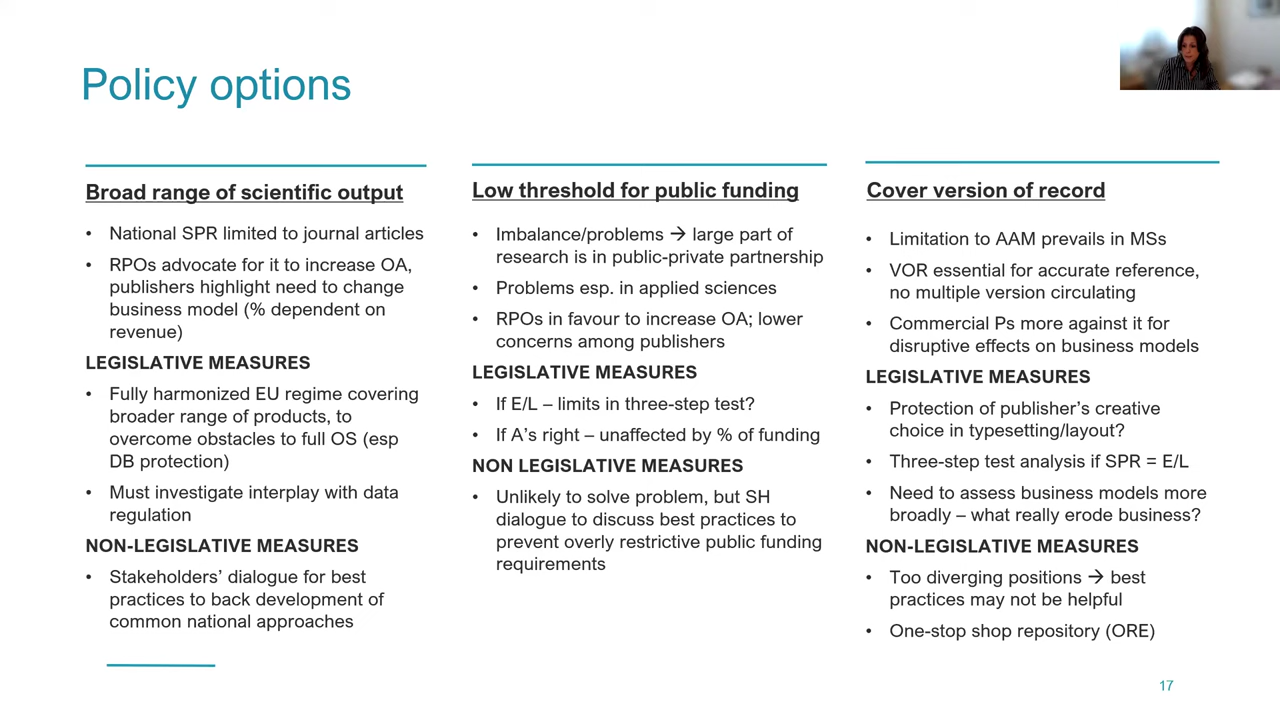 Policy options
Broad range of scientific output
• National SPR limited to journal articles
• RPOs advocate for it to increase OA,
publishers highlight need to change
business model (% dependent on
revenue)
LEGISLATIVE MEASURES
• Fully harmonized EU regime covering
broader range of products, to
overcome obstacles to full OS (esp
DB protection)
• Must investigate interplay with data
regulation
NON-LEGISLATIVE MEASURES
• Stakeholders’ dialogue for best
practices to back development of
common national approaches
Low threshold for public funding
• Imbalance/problems → large part of
research is in public-private partnership
• Problems esp. in applied sciences
• RPOs in favour to increase OA; lower
concerns among publishers
LEGISLATIVE MEASURES
• If E/L – limits in three-step test?
• If A’s right – unaffected by % of funding
NON LEGISLATIVE MEASURES
• Unlikely to solve problem, but SH
dialogue to discuss best practices to
prevent overly restrictive public funding
requirements
Cover version of record
• Limitation to AAM prevails in MSs
• VOR essential for accurate reference,
no multiple version circulating
• Commercial Ps more against it for
disruptive effects on business models
LEGISLATIVE MEASURES
• Protection of publisher’s creative
choice in typesetting/layout?
• Three-step test analysis if SPR = E/L
• Need to assess business models more
broadly – what really erode business?
NON-LEGISLATIVE MEASURES
• Too diverging positions → best
practices may not be helpful
• One-stop shop repository (ORE)
17